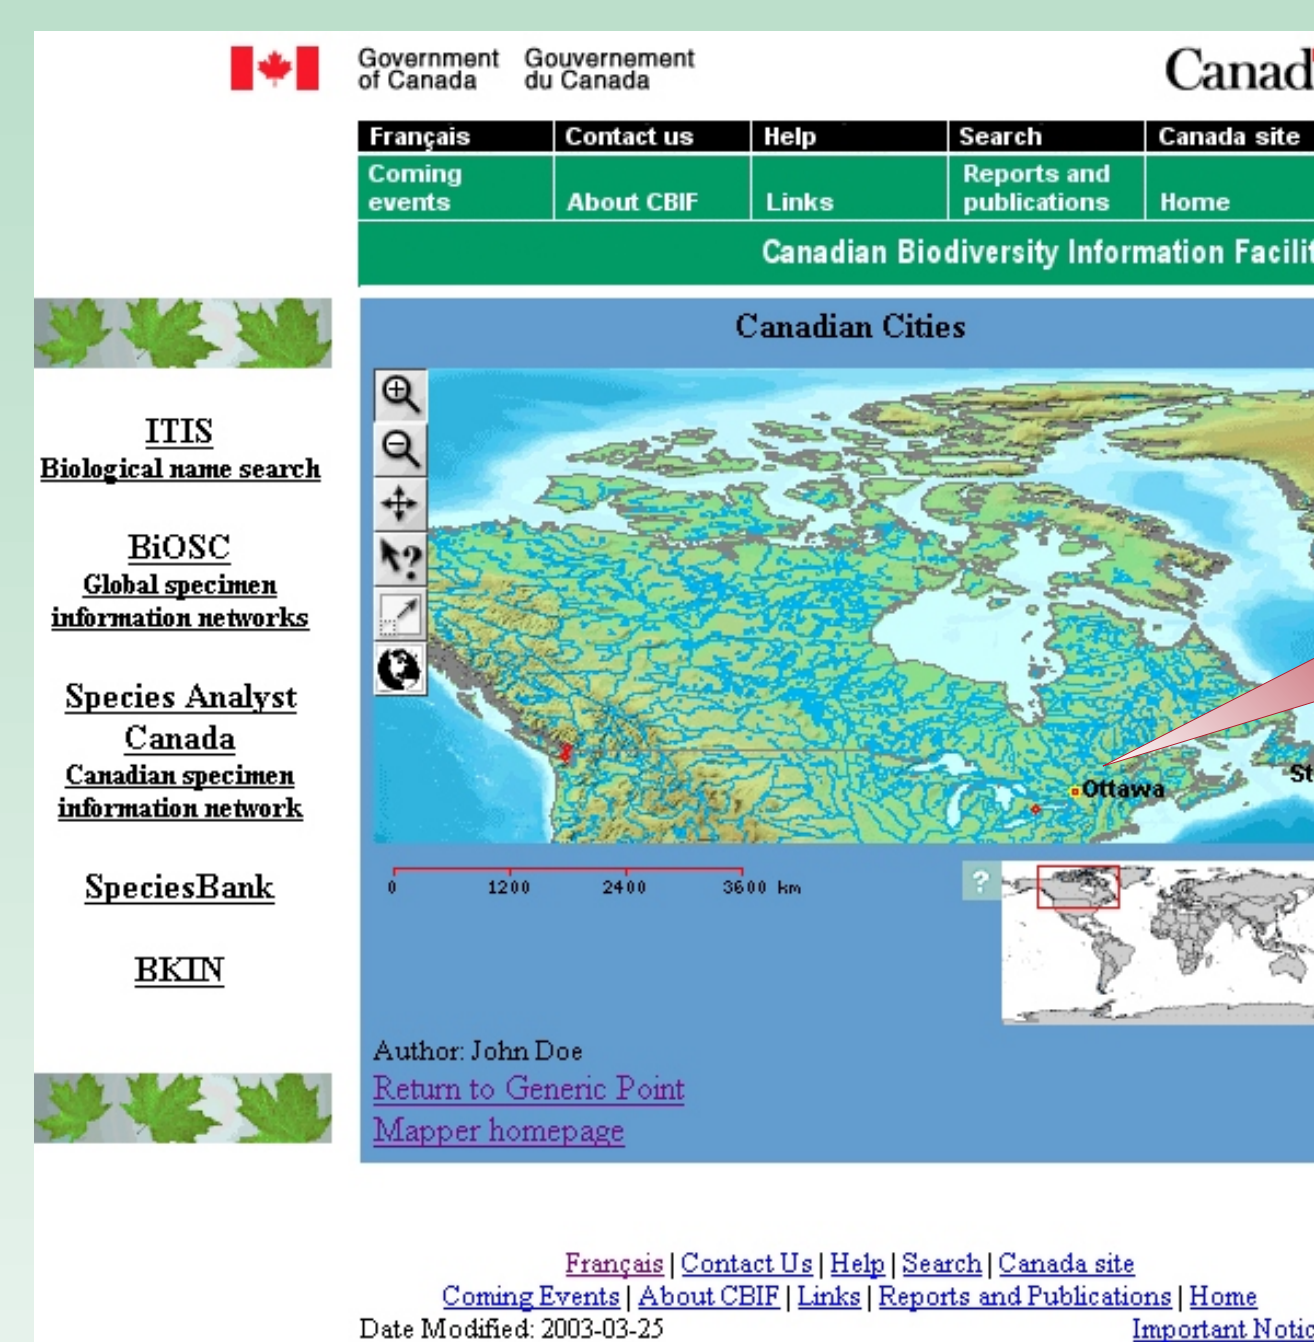 Government Gouvernement
of Canada du Canada
Canad
Français Contact us Help Search Canada site
Coming events About CBIF Links Reports and publications Home
Canadian Biodiversity Information Facilit
Canadian Cities
ITIS
Biological name search
BiOSC
Global specimen
information networks
Species Analyst
Canada
Canadian specimen
information network
SpeciesBank
BKIN
?
Ottawa
St
0 1200 2400 3600 km
?
Author: John Doe
Return to Generic Point
Mapper homepage
Français | Contact Us | Help | Search | Canada site
Coming Events | About CBIF | Links | Reports and Publications | Home
Date Modified: 2003-03-25 Important Notic